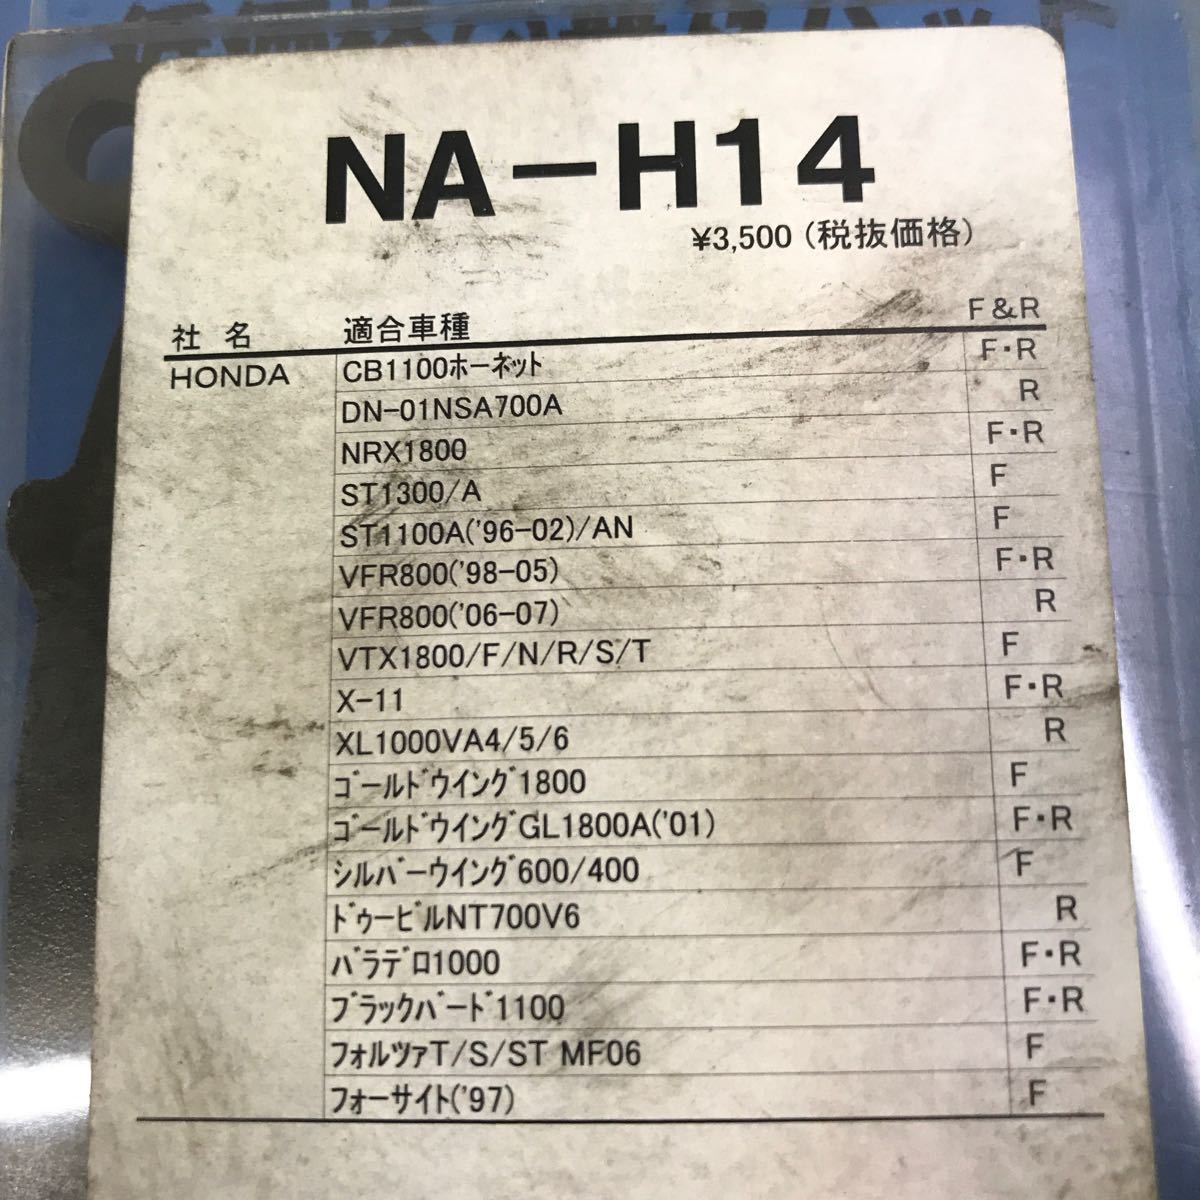 NA－H14
¥3,500（税抜価格）
社 名 適合車種 F＆R
HONDA CB1100ﾎｰﾈｯﾄ F･R
DN-01NSA700A R
NRX1800 F･R
ST1300/A F
ST1100A('96-02)/AN F
VFR800('98-05) F･R
VFR800('06-07) R
VTX1800/F/N/R/S/T F
X-11 F･R
XL1000VA4/5/6 R
ｺﾞｰﾙﾄﾞｳｲﾝｸﾞ1800 F
ｺﾞｰﾙﾄﾞｳｲﾝｸﾞGL1800A('01) F･R
ｼﾙﾊﾞｰｳｲﾝｸﾞ600/400 F
ﾄﾞｩｰﾋﾞﾙNT700V6 R
ﾊﾞﾗﾃﾞﾛ1000 F･R
ﾌﾞﾗｯｸﾊﾞｰﾄﾞ1100 F･R
ﾌｫﾙﾂｧT/S/ST MF06 F
ﾌｫｰｻｲﾄ('97) F